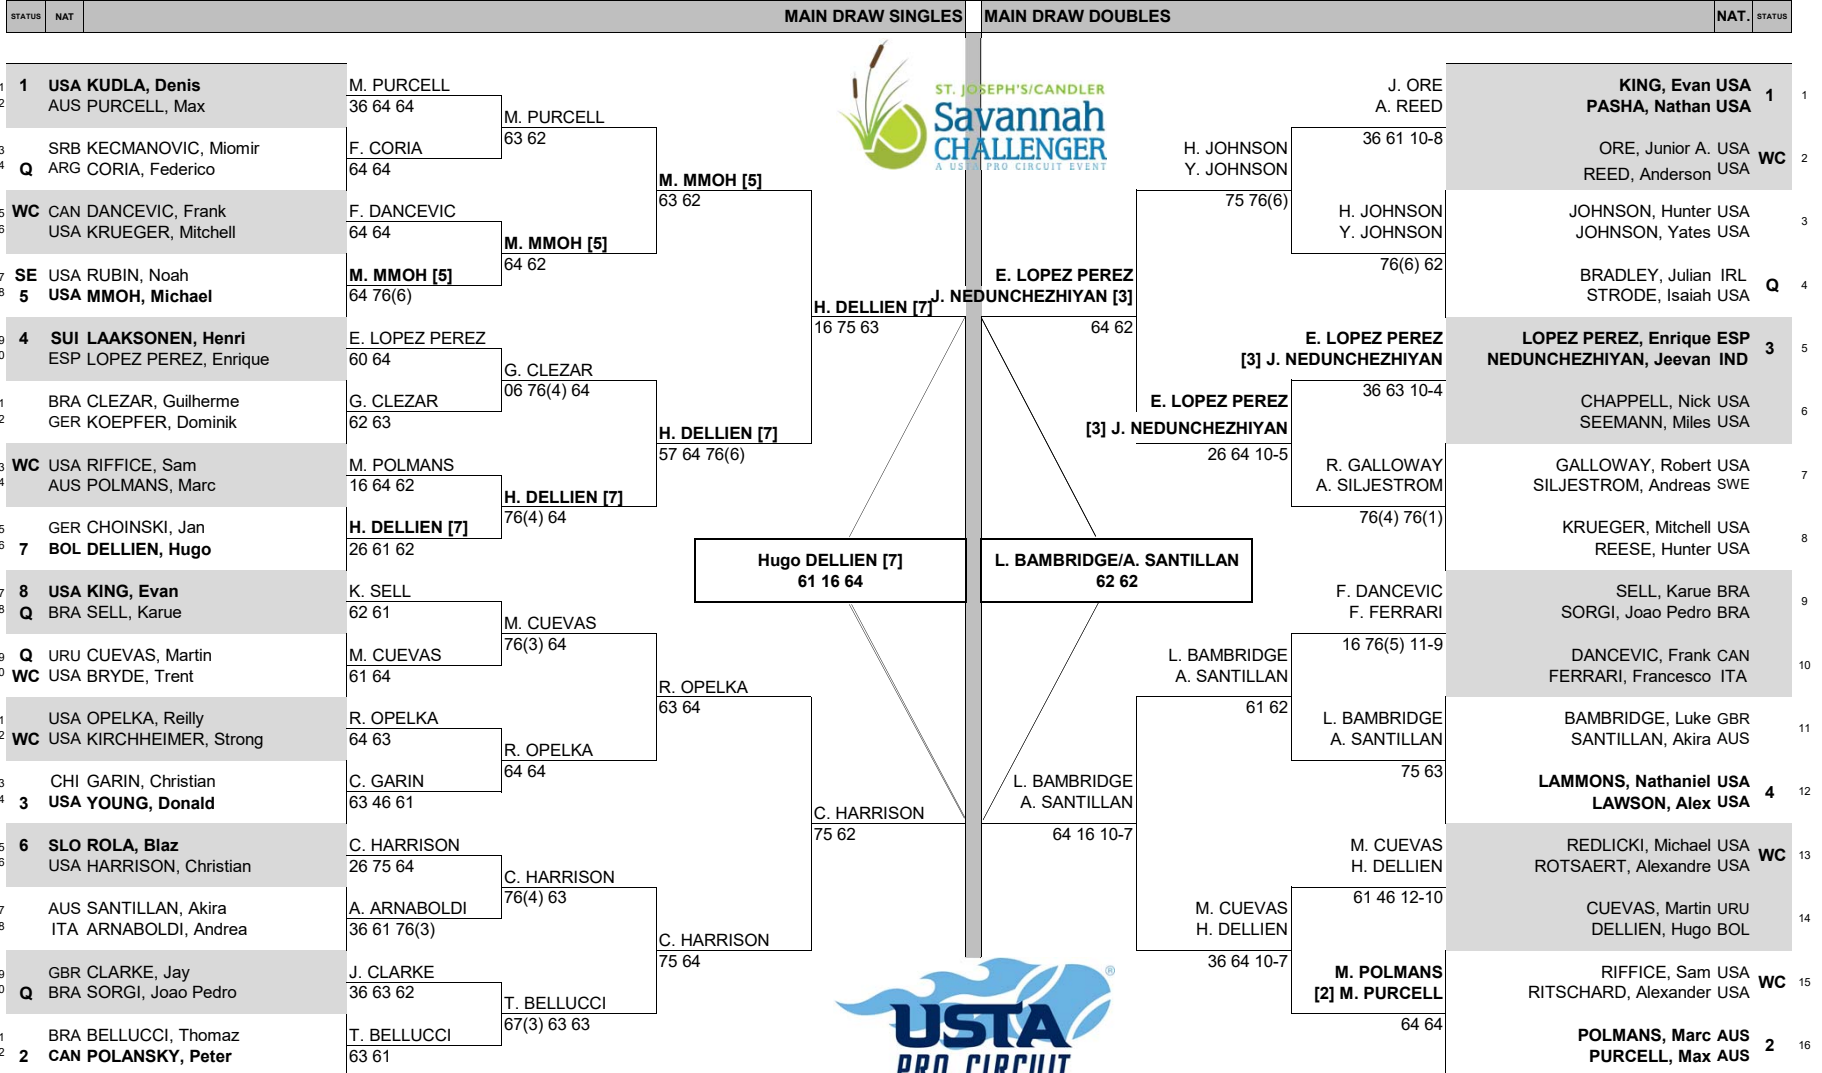 STATUS NAT MAIN DRAW SINGLES MAIN DRAW DOUBLES NAT. STATUS
1 USA KUDLA, Denis
AUS PURCELL, Max
SRB KECMANOVIC, Miomir
Q ARG CORIA, Federico
WC CAN DANCEVIC, Frank
USA KRUEGER, Mitchell
SE USA RUBIN, Noah
5 USA MMOH, Michael
4 SUI LAAKSONEN, Henri
ESP LOPEZ PEREZ, Enrique
BRA CLEZAR, Guilherme
GER KOEPFER, Dominik
WC USA RIFFICE, Sam
AUS POLMANS, Marc
GER CHOINSKI, Jan
7 BOL DELLIEN, Hugo
8 USA KING, Evan
Q BRA SELL, Karue
Q URU CUEVAS, Martin
WC USA BRYDE, Trent
USA OPELKA, Reilly
WC USA KIRCHHEIMER, Strong
CHI GARIN, Christian
3 USA YOUNG, Donald
6 SLO ROLA, Blaz
USA HARRISON, Christian
AUS SANTILLAN, Akira
ITA ARNABOLDI, Andrea
GBR CLARKE, Jay
Q BRA SORGI, Joao Pedro
BRA BELLUCCI, Thomaz
2 CAN POLANSKY, Peter
M. PURCELL
36 64 64
F. CORIA
64 64
F. DANCEVIC
64 64
M. MMOH [5]
64 76(6)
E. LOPEZ PEREZ
60 64
G. CLEZAR
62 63
M. POLMANS
16 64 62
H. DELLIEN [7]
26 61 62
K. SELL
62 61
M. CUEVAS
61 64
R. OPELKA
64 63
C. GARIN
63 46 61
C. HARRISON
26 75 64
A. ARNABOLDI
36 61 76(3)
J. CLARKE
36 63 62
T. BELLUCCI
63 61
M. PURCELL
63 62
M. MMOH [5]
64 62
G. CLEZAR
06 76(4) 64
H. DELLIEN [7]
76(4) 64
M. CUEVAS
76(3) 64
R. OPELKA
64 64
C. HARRISON
76(4) 63
T. BELLUCCI
67(3) 63 63
M. MMOH [5]
63 62
H. DELLIEN [7]
57 64 76(6)
R. OPELKA
63 64
C. HARRISON
75 64
H. DELLIEN [7]
16 75 63
C. HARRISON
75 62
Hugo DELLIEN [7]
61 16 64
ST. JOSEPH'S/CANDLER
Savannah
CHALLENGER
A USTA PRO CIRCUIT EVENT
L. BAMBRIDGE/A. SANTILLAN
62 62
E. LOPEZ PEREZ
J. NEDUNCHEZHIYAN [3]
64 62
L. BAMBRIDGE
A. SANTILLAN
64 16 10-7
H. JOHNSON
Y. JOHNSON
75 76(6)
E. LOPEZ PEREZ
[3] J. NEDUNCHEZHIYAN
26 64 10-5
L. BAMBRIDGE
A. SANTILLAN
61 62
M. CUEVAS
H. DELLIEN
36 64 10-7
J. ORE
A. REED
36 61 10-8
H. JOHNSON
Y. JOHNSON
76(6) 62
E. LOPEZ PEREZ
[3] J. NEDUNCHEZHIYAN
36 63 10-4
R. GALLOWAY
A. SILJESTROM
76(4) 76(1)
F. DANCEVIC
F. FERRARI
16 76(5) 11-9
L. BAMBRIDGE
A. SANTILLAN
75 63
M. CUEVAS
H. DELLIEN
61 46 12-10
M. POLMANS
[2] M. PURCELL
64 64
KING, Evan USA
PASHA, Nathan USA
1 1
ORE, Junior A. USA
REED, Anderson USA
WC 2
JOHNSON, Hunter USA
JOHNSON, Yates USA
3
BRADLEY, Julian IRL
STRODE, Isaiah USA
Q 4
LOPEZ PEREZ, Enrique ESP
NEDUNCHEZHIYAN, Jeevan IND
3 5
CHAPPELL, Nick USA
SEEMANN, Miles USA
6
GALLOWAY, Robert USA
SILJESTROM, Andreas SWE
7
KRUEGER, Mitchell USA
REESE, Hunter USA
8
SELL, Karue BRA
SORGI, Joao Pedro BRA
9
DANCEVIC, Frank CAN
FERRARI, Francesco ITA
10
BAMBRIDGE, Luke GBR
SANTILLAN, Akira AUS
11
LAMMONS, Nathaniel USA
LAWSON, Alex USA
4 12
REDLICKI, Michael USA
ROTSAERT, Alexandre USA
WC 13
CUEVAS, Martin URU
DELLIEN, Hugo BOL
14
RIFFICE, Sam USA
RITSCHARD, Alexander USA
WC 15
POLMANS, Marc AUS
PURCELL, Max AUS
2 16
USTA
PRO CIRCUIT